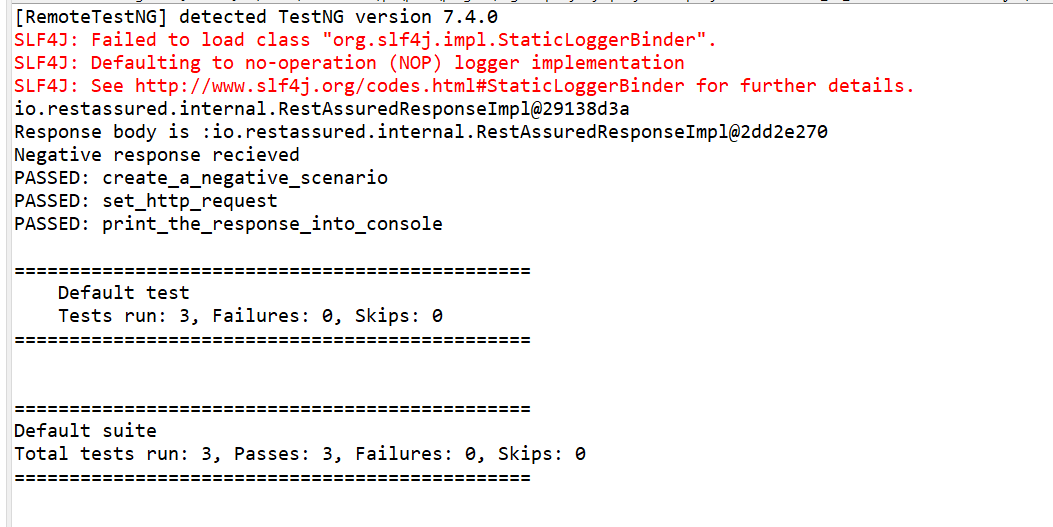 [RemoteTestNG] detected TestNG version 7.4.0
SLF4J: Failed to load class "org.slf4j.impl.StaticLoggerBinder".
SLF4J: Defaulting to no-operation (NOP) logger implementation
SLF4J: See http://www.slf4j.org/codes.html#StaticLoggerBinder for further details.
io.restassured.internal.RestAssuredResponseImpl@29138d3a
Response body is :io.restassured.internal.RestAssuredResponseImpl@2dd2e270
Negative response recieved
PASSED: create_a_negative_scenario
PASSED: set_http_request
PASSED: print_the_response_into_console
===============================================
    Default test
    Tests run: 3, Failures: 0, Skips: 0
===============================================
===============================================
Default suite
Total tests run: 3, Passes: 3, Failures: 0, Skips: 0
===============================================